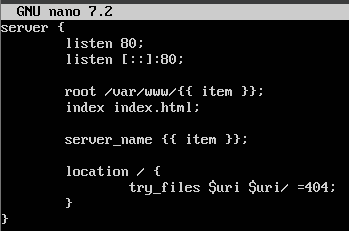 GNU nano 7.2
server {
        listen 80;
        listen [::]:80;

        root /var/www/{{ item }};
        index index.html;

        server_name {{ item }};

        location / {
                try_files $uri $uri/ =404;
        }
}